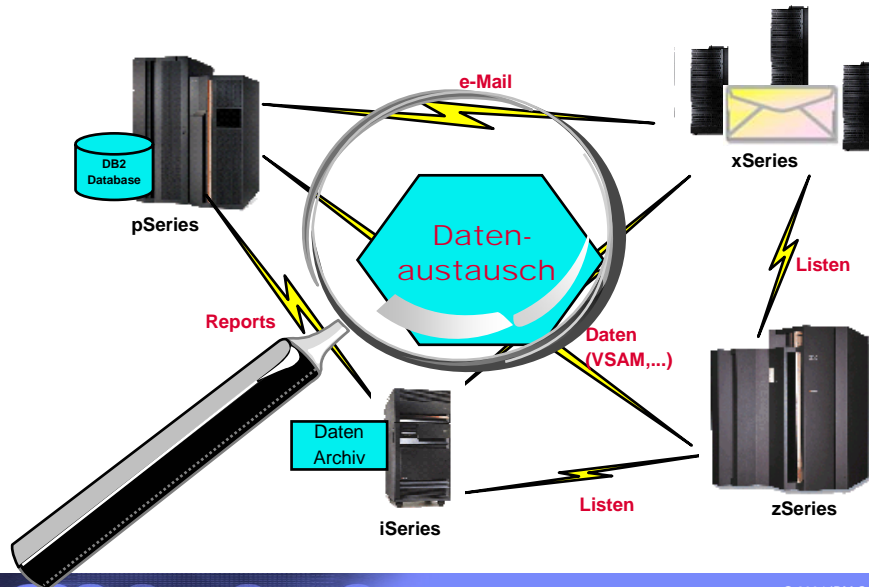 e-Mail
DB2
Database
pSeries
xSeries
Daten-
austausch
Listen
Reports
Daten
(VSAM,...)
Daten
Archiv
iSeries
Listen
zSeries